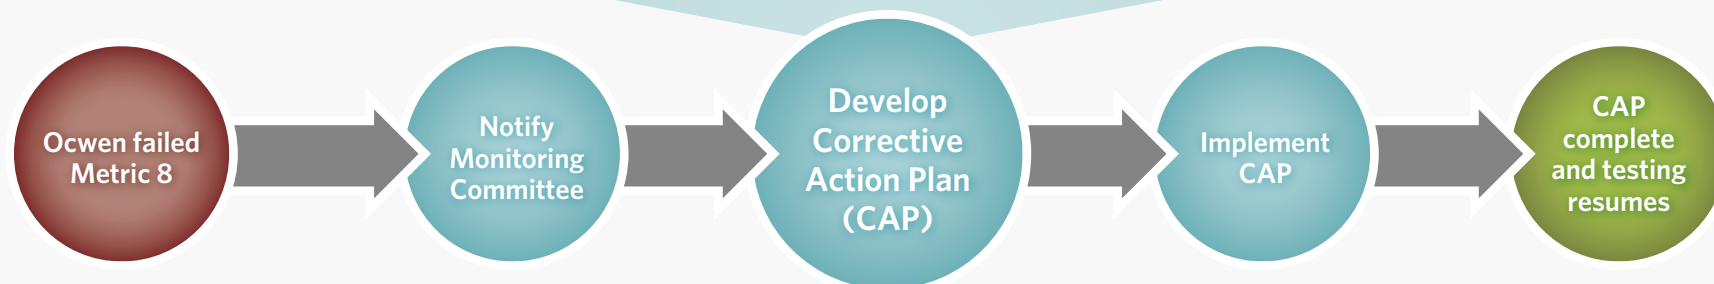 Ocwen failed
Metric 8
Notify
Monitoring
Committee
Develop
Corrective
Action Plan
(CAP)
Implement
CAP
CAP
complete
and testing
resumes